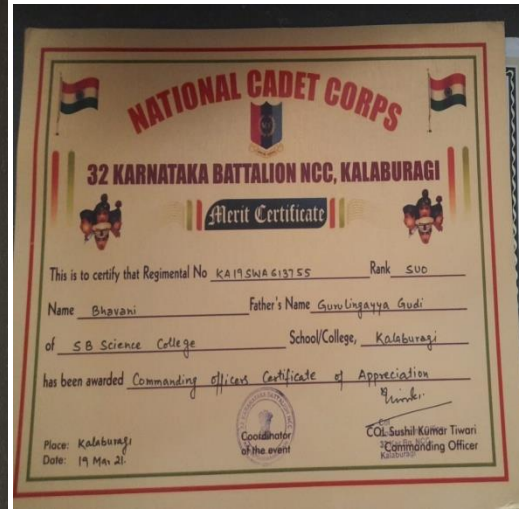 NATIONAL CADET CORPS
32 KARNATAKA BATTALION NCC, KALABURAGI
Merit Certificate
This is to certify that Regimental No KA19SWA613755 Rank SUO
Name Bhavani Father's Name Gurulingayya Gudi
of S B Science College School/College, Kalaburagi
has been awarded Commanding officers Certificate of Appreciation
Place: Kalaburagi
Date: 19 Mar 21.
Coordinator
of the event
COL Sushil Kumar Tiwari
Commanding Officer
Kalaburagi